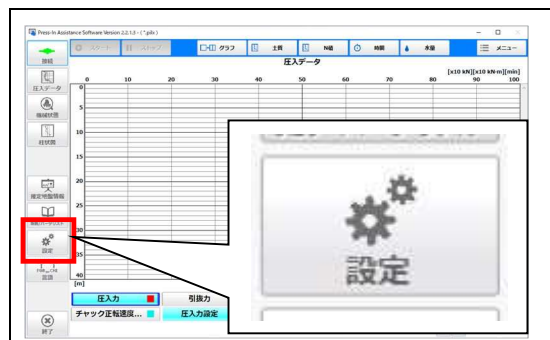 Press-In Assistance Software Version 2.2.1.0 - ( *.pilx )
接続
スタート
ストップ
グラフ
土質
N値
時間
水量
メニュー
圧入データ
[x10 kN][x10 kN・m][min]
0 10 20 30 40 50 60 70 80 90 100
圧入データ
機械状態
柱状図
推定地盤情報
設定
言語
終了
0
5
10
15
20
25
30
35
40
[m]
圧入力
引抜力
チャック正転速度...
圧入力設定
設定